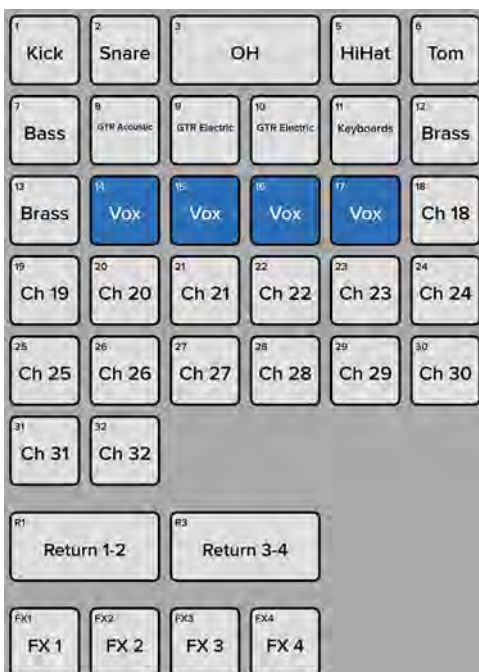 1 2 3 5 6
Kick Snare OH HiHat Tom
7 8 9 10 11 12
Bass GTR Acoustic GTR Electric GTR Electric Keyboards Brass
13 14 15 16 17 18
Brass Vox Vox Vox Vox Ch 18
19 20 21 22 23 24
Ch 19 Ch 20 Ch 21 Ch 22 Ch 23 Ch 24
25 26 27 28 29 30
Ch 25 Ch 26 Ch 27 Ch 28 Ch 29 Ch 30
31 32
Ch 31 Ch 32
R1 R3
Return 1-2 Return 3-4
FX1 FX2 FX3 FX4
FX 1 FX 2 FX 3 FX 4